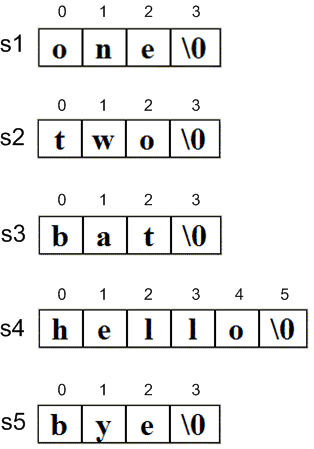 0 1 2 3
s1 o n e \0
0 1 2 3
s2 t w o \0
0 1 2 3
s3 b a t \0
0 1 2 3 4 5
s4 h e l l o \0
0 1 2 3
s5 b y e \0